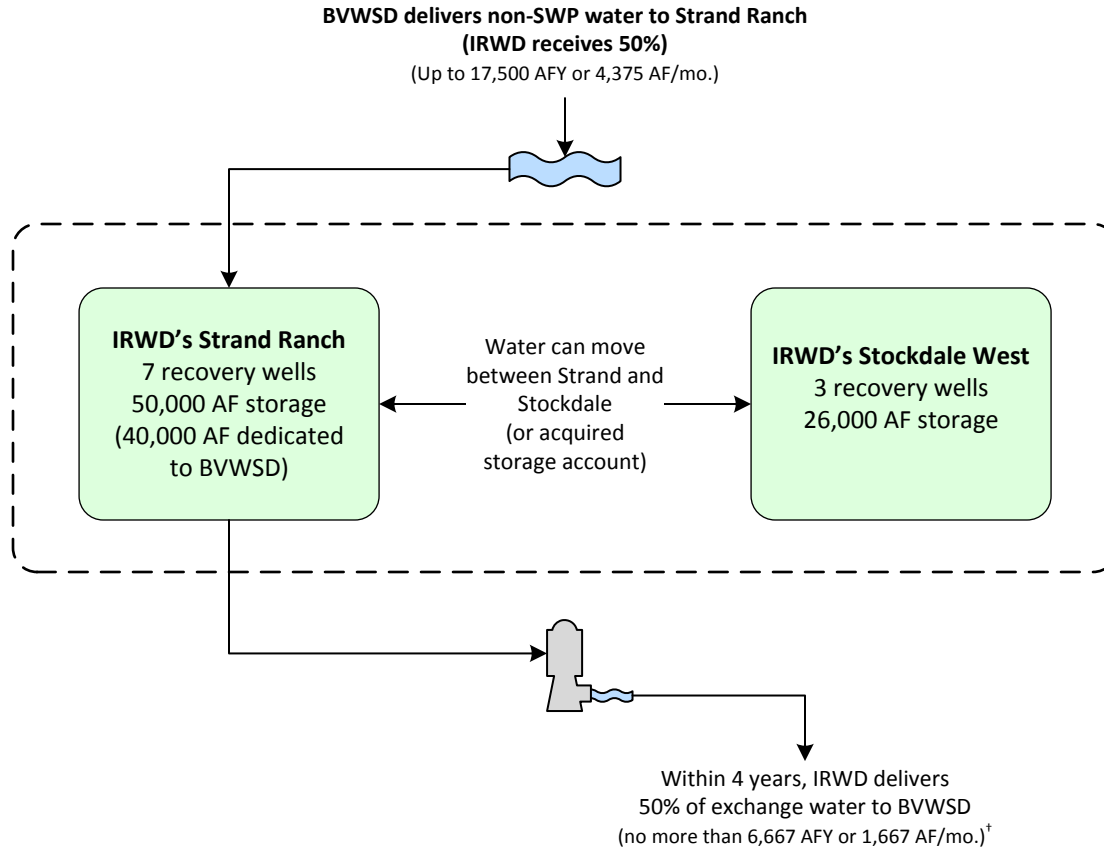 BVWSD delivers non-SWP water to Strand Ranch
(IRWD receives 50%)
(Up to 17,500 AFY or 4,375 AF/mo.)
IRWD’s Strand Ranch
7 recovery wells
50,000 AF storage
(40,000 AF dedicated
to BVWSD)
Water can move
between Strand and
Stockdale
(or acquired
storage account)
IRWD’s Stockdale West
3 recovery wells
26,000 AF storage
Within 4 years, IRWD delivers
50% of exchange water to BVWSD
(no more than 6,667 AFY or 1,667 AF/mo.)†